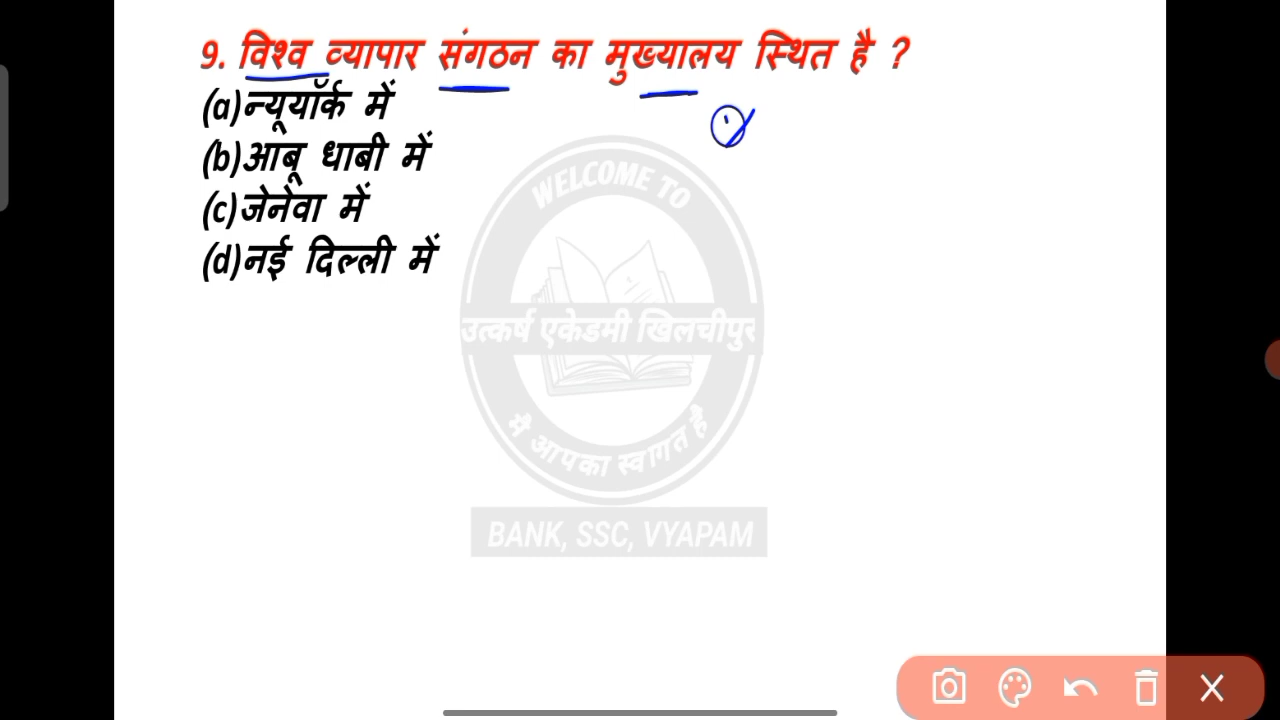 9. विश्व व्यापार संगठन का मुख्यालय स्थित है ?
(a)न्यूयॉर्क में
(b)आबू धाबी में
(c)जेनेवा में
(d)नई दिल्ली में
WELCOME TO
उत्कर्ष एकेडमी खिलचीपुर
मै आपका स्वागत है
BANK, SSC, VYAPAM